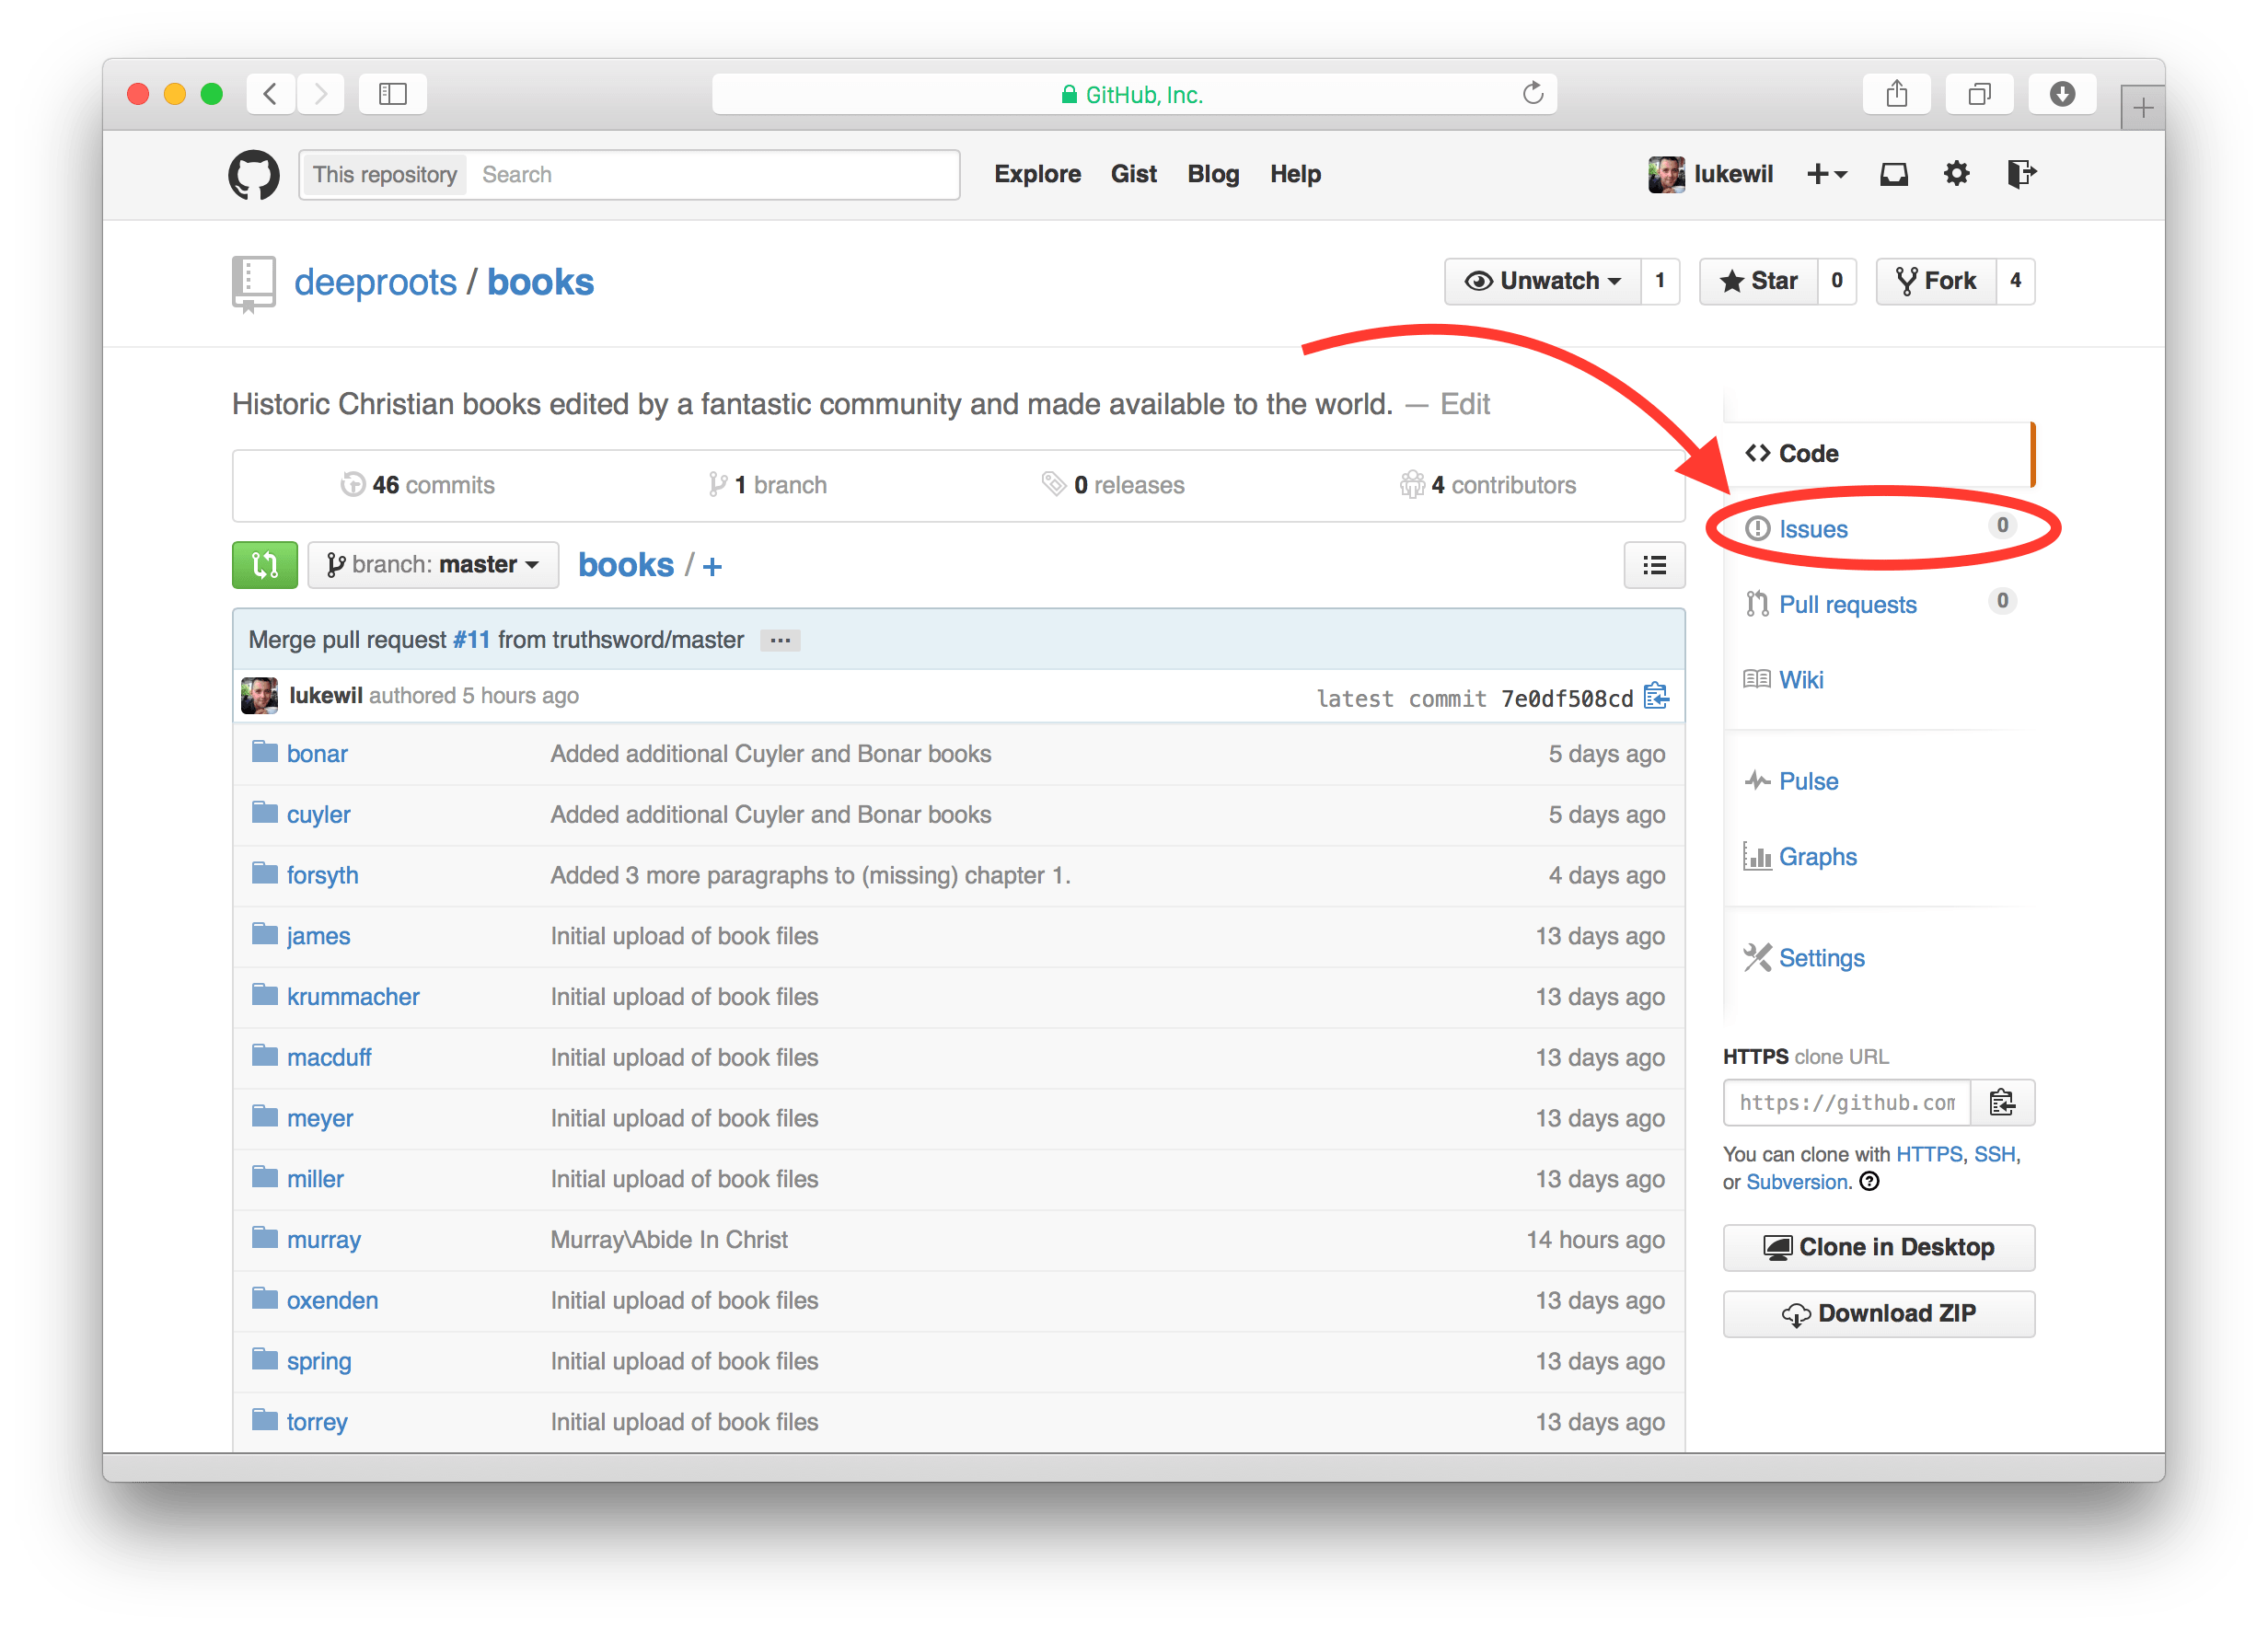 GitHub, Inc.
This repository Search Explore Gist Blog Help lukewil
deeproots / books Unwatch 1 Star 0 Fork 4
Historic Christian books edited by a fantastic community and made available to the world. — Edit
46 commits 1 branch 0 releases 4 contributors
branch: master books / +
Merge pull request #11 from truthsword/master ...
lukewil authored 5 hours ago latest commit 7e0df508cd
bonar Added additional Cuyler and Bonar books 5 days ago
cuyler Added additional Cuyler and Bonar books 5 days ago
forsyth Added 3 more paragraphs to (missing) chapter 1. 4 days ago
james Initial upload of book files 13 days ago
krummacher Initial upload of book files 13 days ago
macduff Initial upload of book files 13 days ago
meyer Initial upload of book files 13 days ago
miller Initial upload of book files 13 days ago
murray Murray\Abide In Christ 14 hours ago
oxenden Initial upload of book files 13 days ago
spring Initial upload of book files 13 days ago
torrey Initial upload of book files 13 days ago
Code
Issues 0
Pull requests 0
Wiki
Pulse
Graphs
Settings
HTTPS clone URL
https://github.com
You can clone with HTTPS, SSH,
or Subversion.
Clone in Desktop
Download ZIP